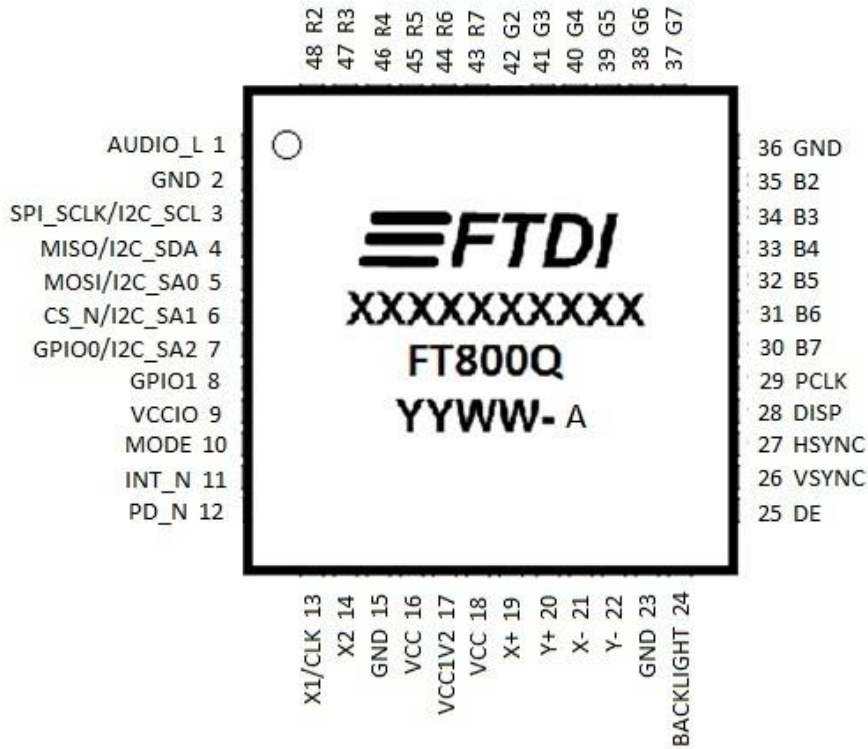 48 R2
47 R3
46 R4
45 R5
44 R6
43 R7
42 G2
41 G3
40 G4
39 G5
38 G6
37 G7
AUDIO_L 1
GND 2
SPI_SCLK/I2C_SCL 3
MISO/I2C_SDA 4
MOSI/I2C_SA0 5
CS_N/I2C_SA1 6
GPIO0/I2C_SA2 7
GPIO1 8
VCCIO 9
MODE 10
INT_N 11
PD_N 12
FTDI
XXXXXXXXXX
FT800Q
YYWW- A
36 GND
35 B2
34 B3
33 B4
32 B5
31 B6
30 B7
29 PCLK
28 DISP
27 HSYNC
26 VSYNC
25 DE
X1/CLK 13
X2 14
GND 15
VCC 16
VCC1V2 17
VCC 18
X+ 19
Y+ 20
X- 21
Y- 22
GND 23
BACKLIGHT 24